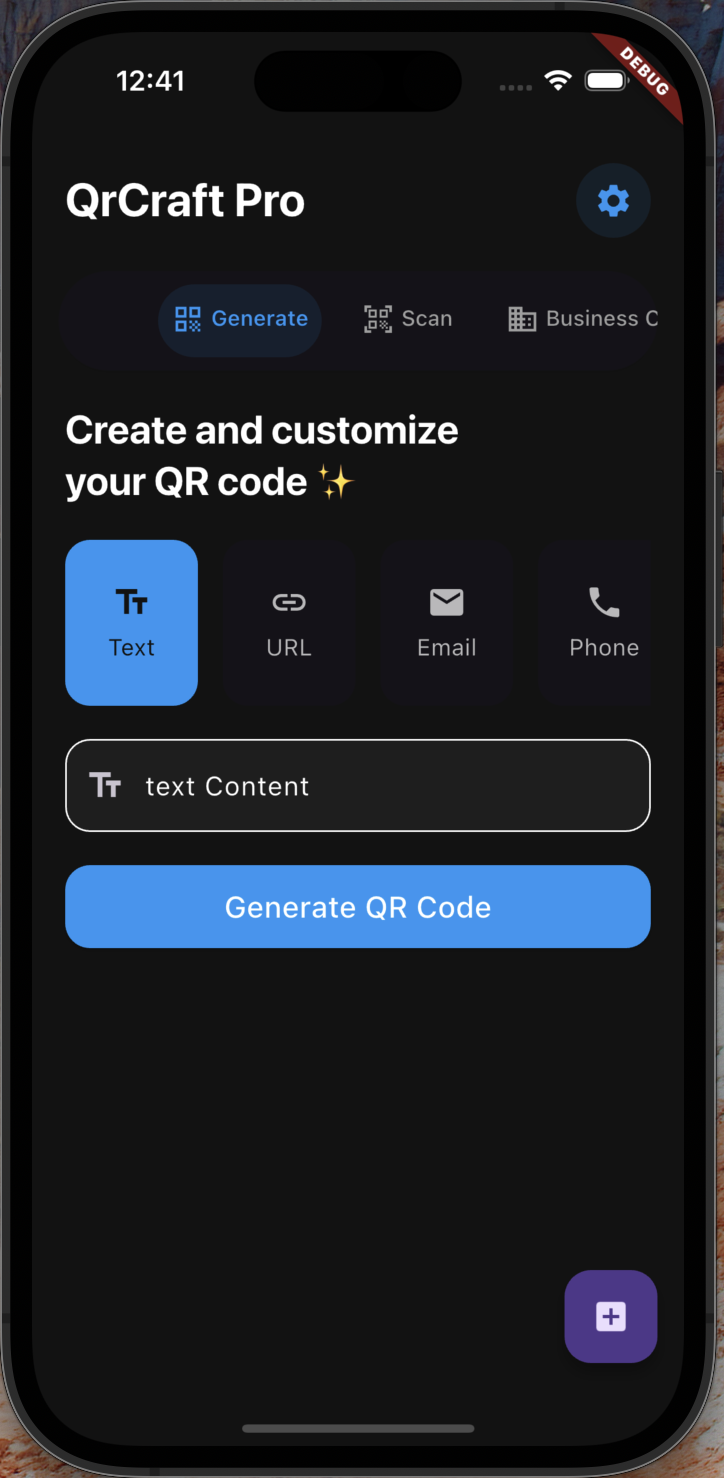 12:41
DEBUG
QrCraft Pro
Generate
Scan
Business C
Create and customize
your QR code ✨
Text
URL
Email
Phone
text Content
Generate QR Code